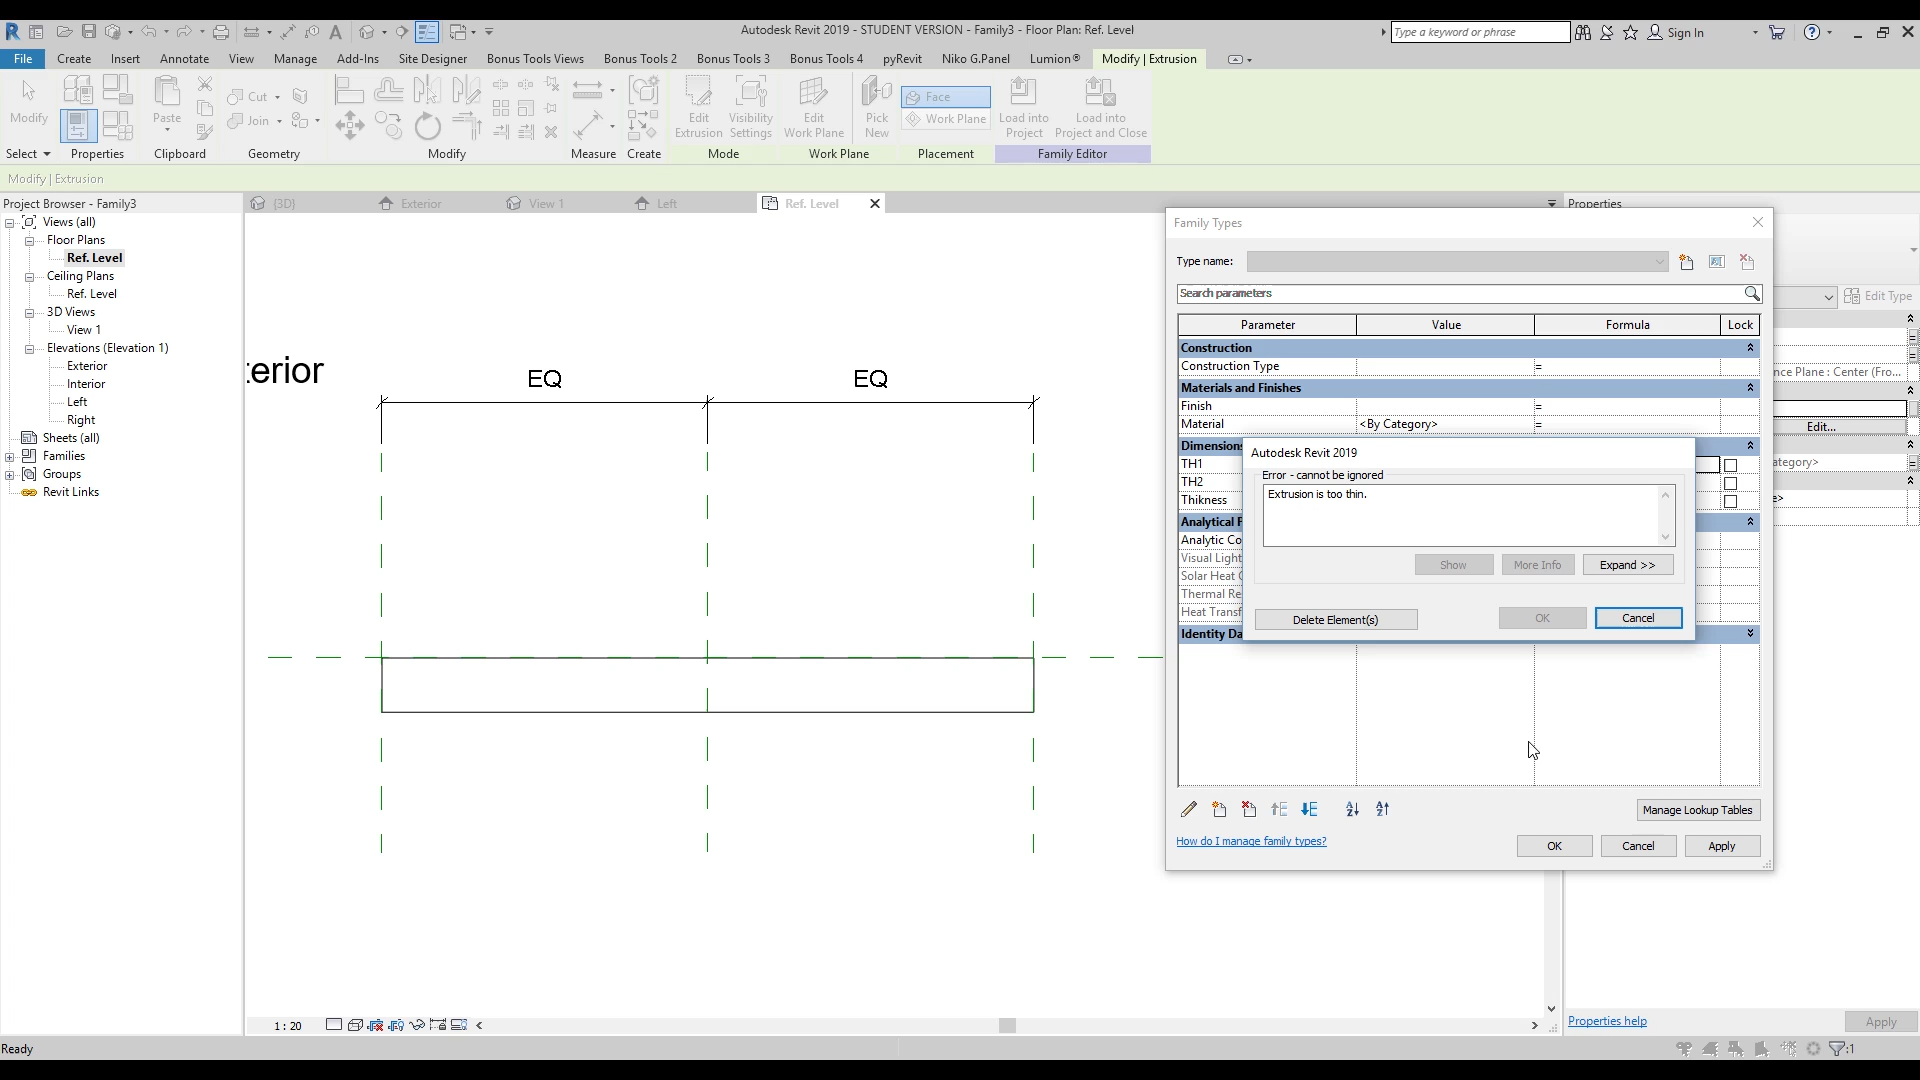 Autodesk Revit 2019 - STUDENT VERSION - Family3 - Floor Plan: Ref. Level
Type a keyword or phrase
Sign In
File Create Insert Annotate View Manage Add-Ins Site Designer Bonus Tools Views Bonus Tools 2 Bonus Tools 3 Bonus Tools 4 pyRevit Niko G.Panel Lumion® Modify | Extrusion
Modify
Paste
Cut
Join
Edit Extrusion
Visibility Settings
Edit Work Plane
Pick New
Face
Work Plane
Load into Project
Load into Project and Close
Select Properties Clipboard Geometry Modify Measure Create Mode Work Plane Placement Family Editor
Modify | Extrusion
Project Browser - Family3
Views (all)
Floor Plans
Ref. Level
Ceiling Plans
Ref. Level
3D Views
View 1
Elevations (Elevation 1)
Exterior
Interior
Left
Right
Sheets (all)
Families
Groups
Revit Links
{3D} Exterior View 1 Left Ref. Level
terior
EQ EQ
1 : 20
Properties
Edit Type
nce Plane : Center (Fro...
Edit...
ategory>
e>
Properties help
Apply
Family Types
Type name:
Search parameters
Parameter Value Formula Lock
Construction
Construction Type =
Materials and Finishes
Finish =
Material <By Category> =
Dimensions
TH1
TH2
Thikness
Analytical P
Analytic Co
Visual Light
Solar Heat G
Thermal Re
Heat Transf
Identity Da
Autodesk Revit 2019
Error - cannot be ignored
Extrusion is too thin.
Show More Info Expand >>
Delete Element(s) OK Cancel
Manage Lookup Tables
How do I manage family types?
OK Cancel Apply
Ready
:1